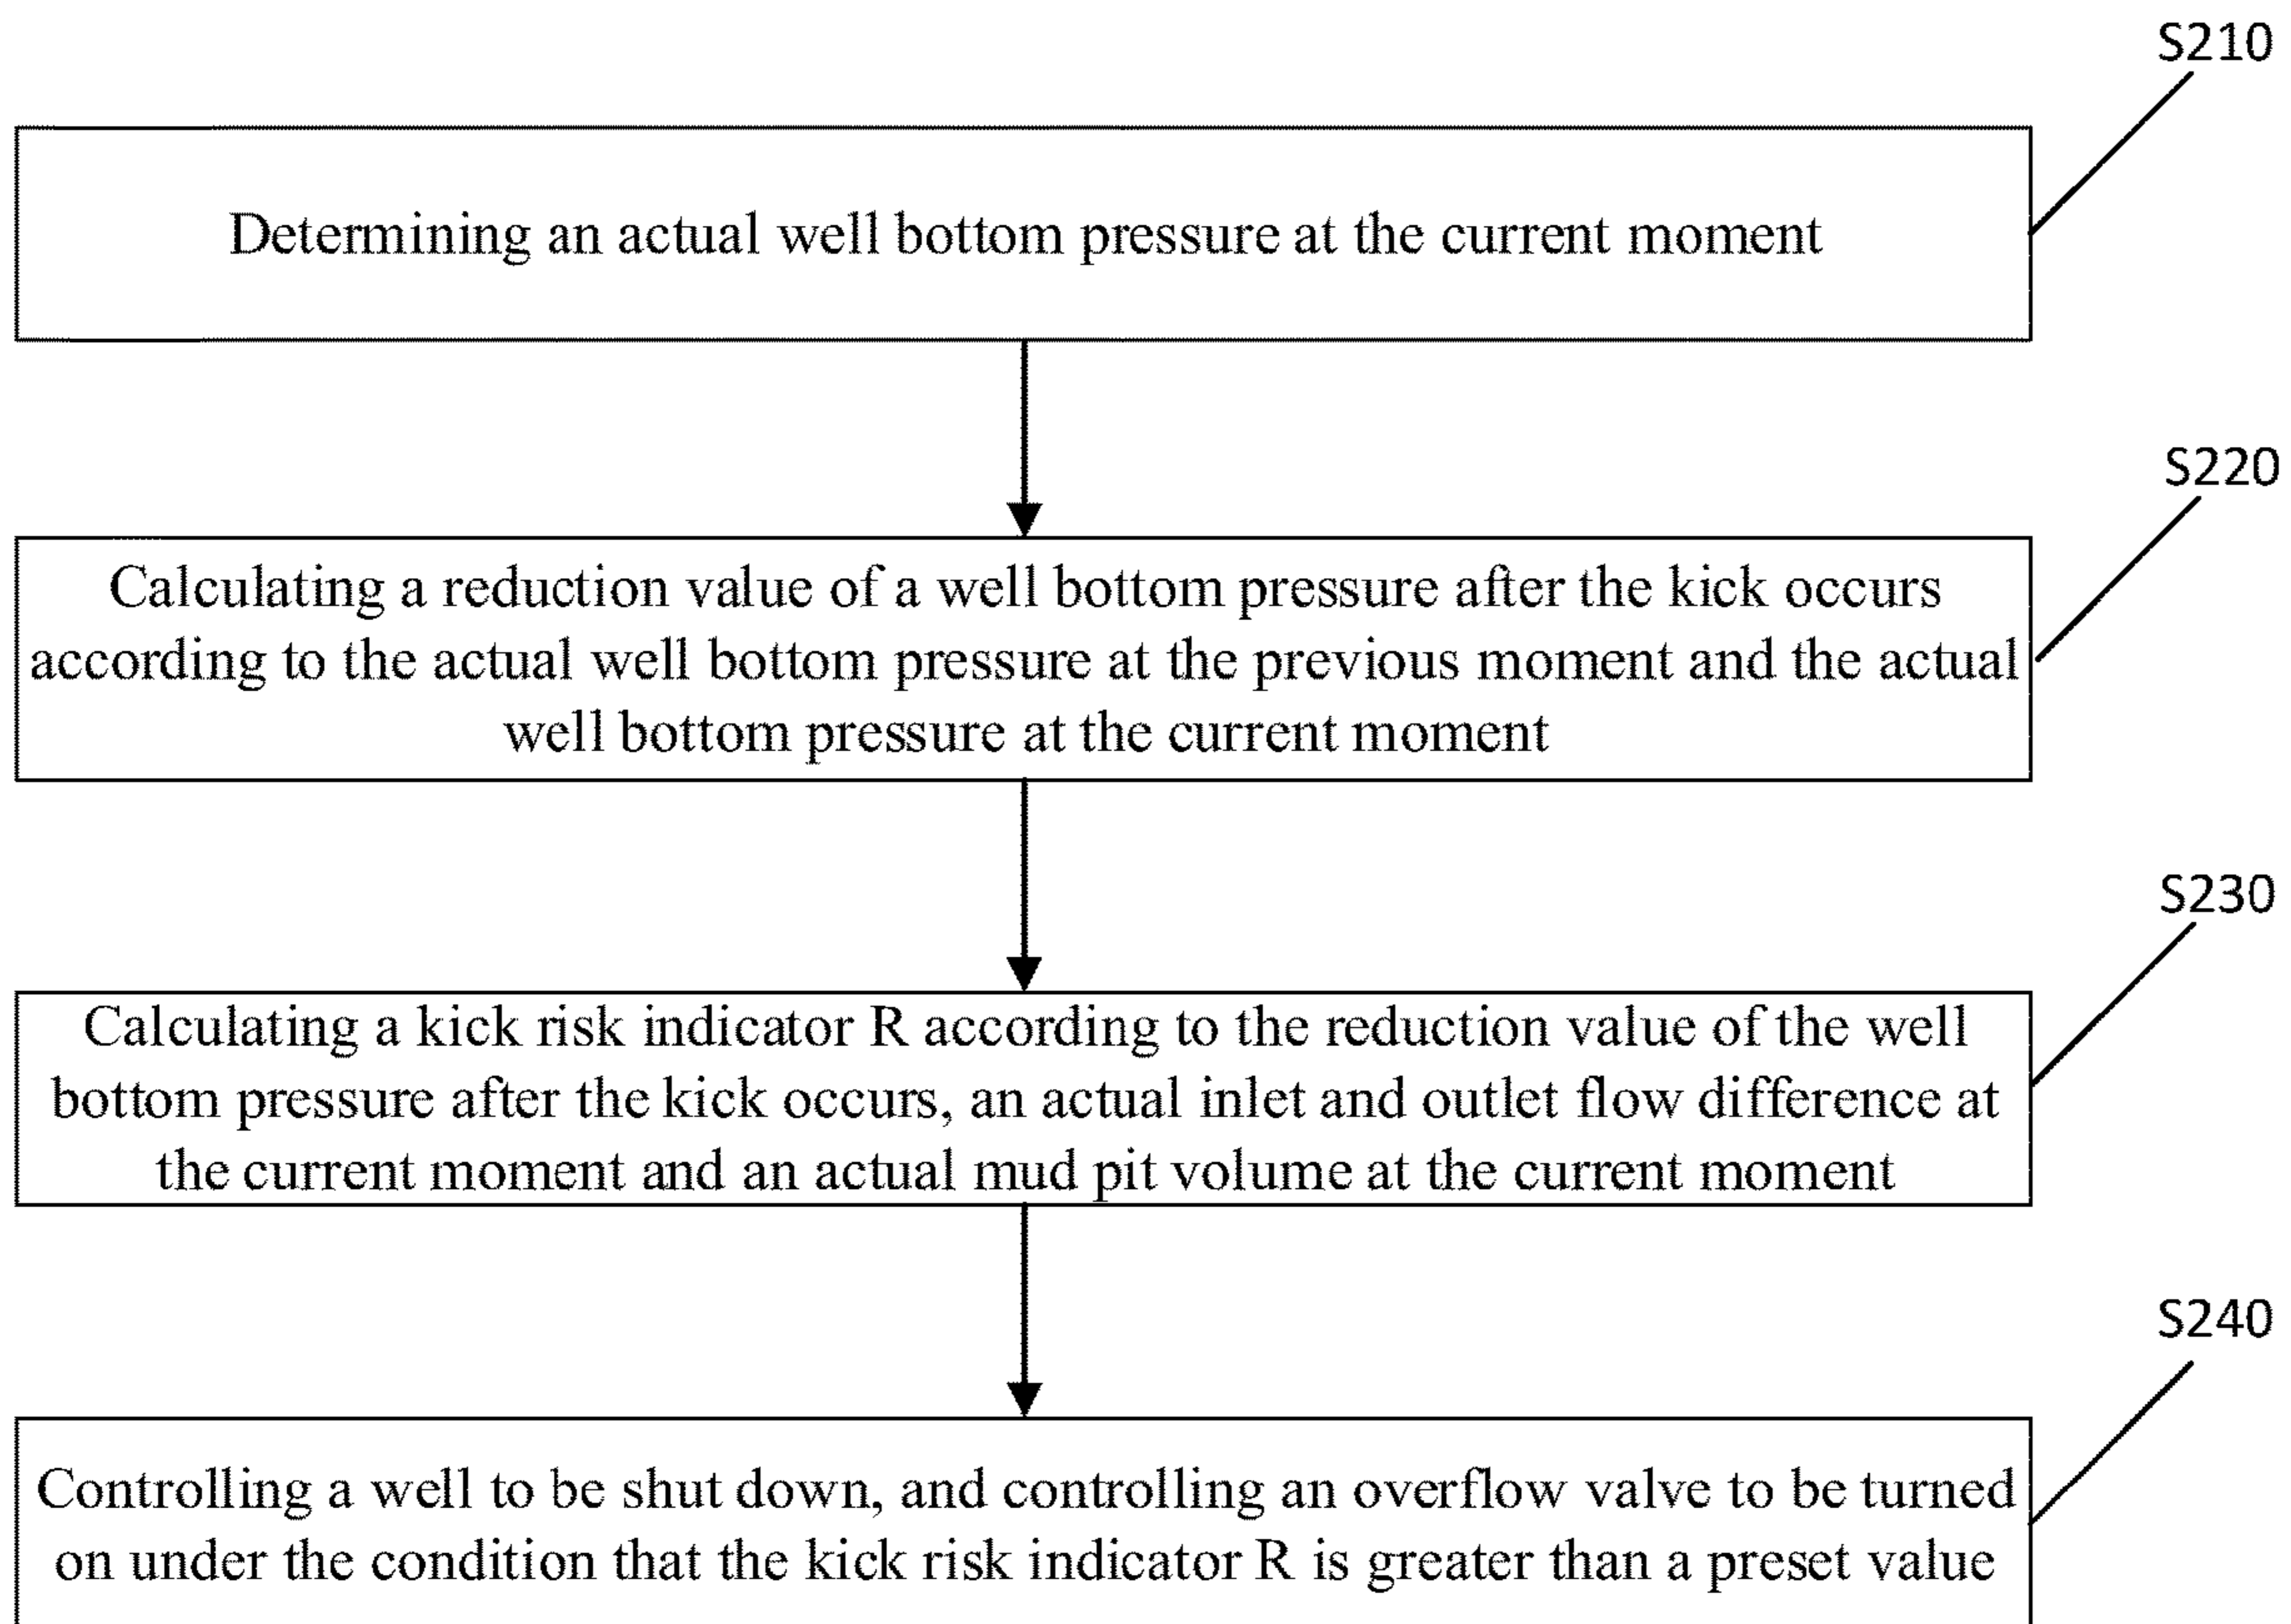 S210
Determining an actual well bottom pressure at the current moment
S220
Calculating a reduction value of a well bottom pressure after the kick occurs
according to the actual well bottom pressure at the previous moment and the actual
well bottom pressure at the current moment
S230
Calculating a kick risk indicator R according to the reduction value of the well
bottom pressure after the kick occurs, an actual inlet and outlet flow difference at
the current moment and an actual mud pit volume at the current moment
S240
Controlling a well to be shut down, and controlling an overflow valve to be turned
on under the condition that the kick risk indicator R is greater than a preset value